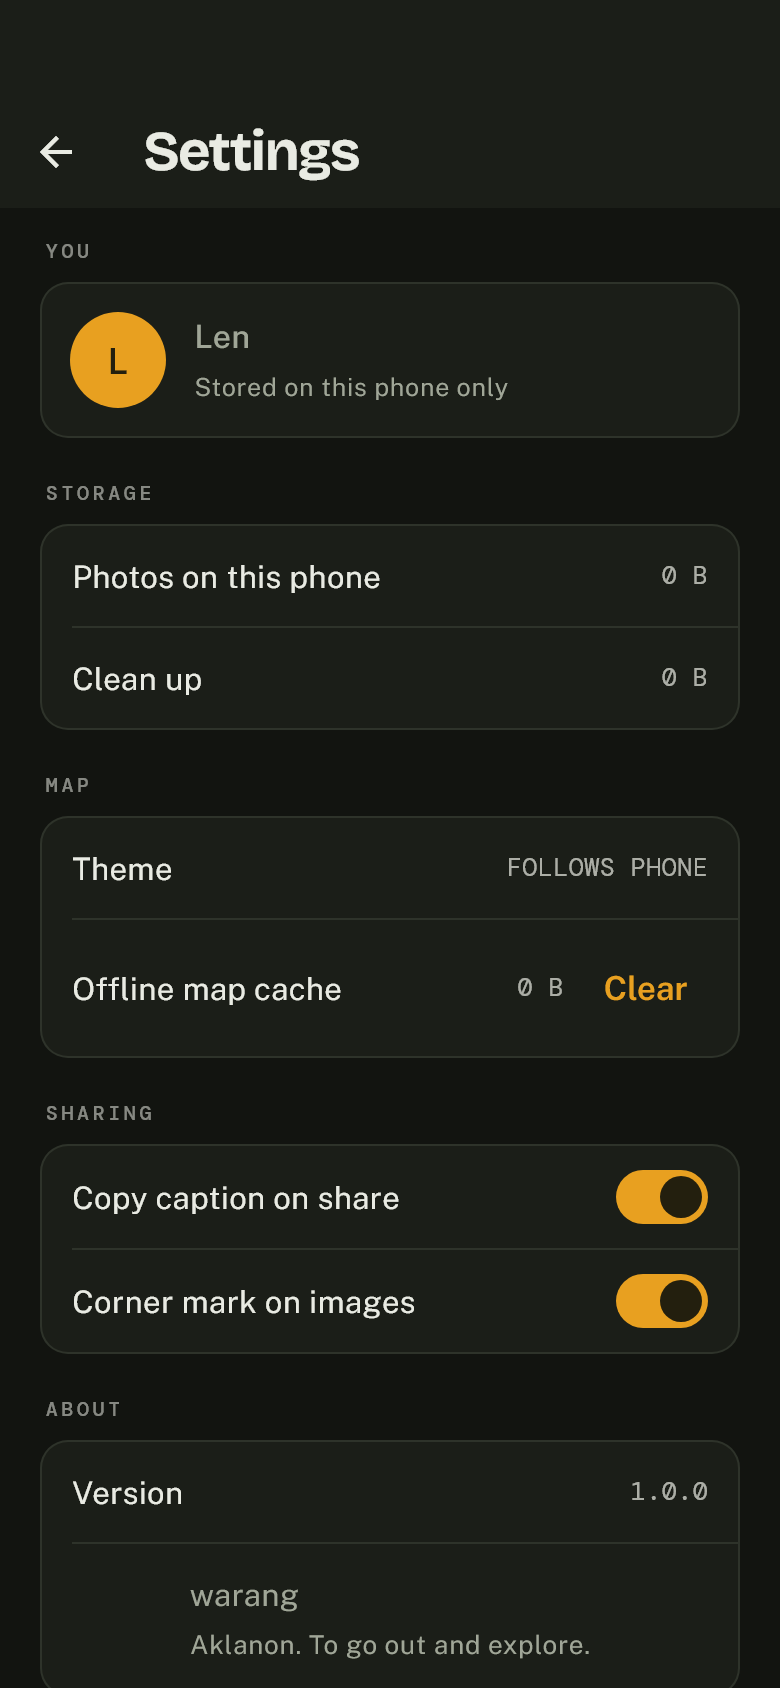 Settings
YOU
L
Len
Stored on this phone only
STORAGE
Photos on this phone 0 B
Clean up 0 B
MAP
Theme FOLLOWS PHONE
Offline map cache 0 B Clear
SHARING
Copy caption on share
Corner mark on images
ABOUT
Version 1.0.0
warang
Aklanon. To go out and explore.